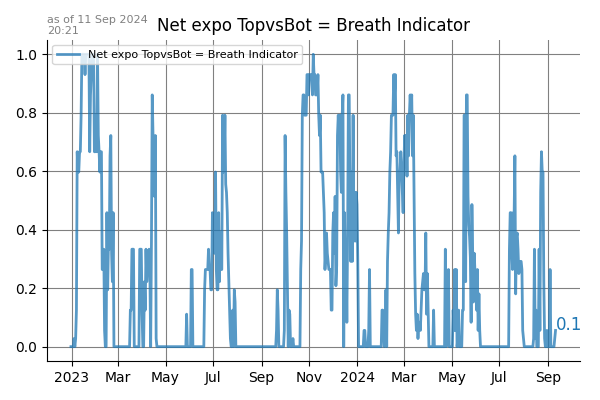 as of 11 Sep 2024
20:21
Net expo TopvsBot = Breath Indicator
Net expo TopvsBot = Breath Indicator
1.0
0.8
0.6
0.4
0.2
0.0
0.1
2023 Mar May Jul Sep Nov 2024 Mar May Jul Sep